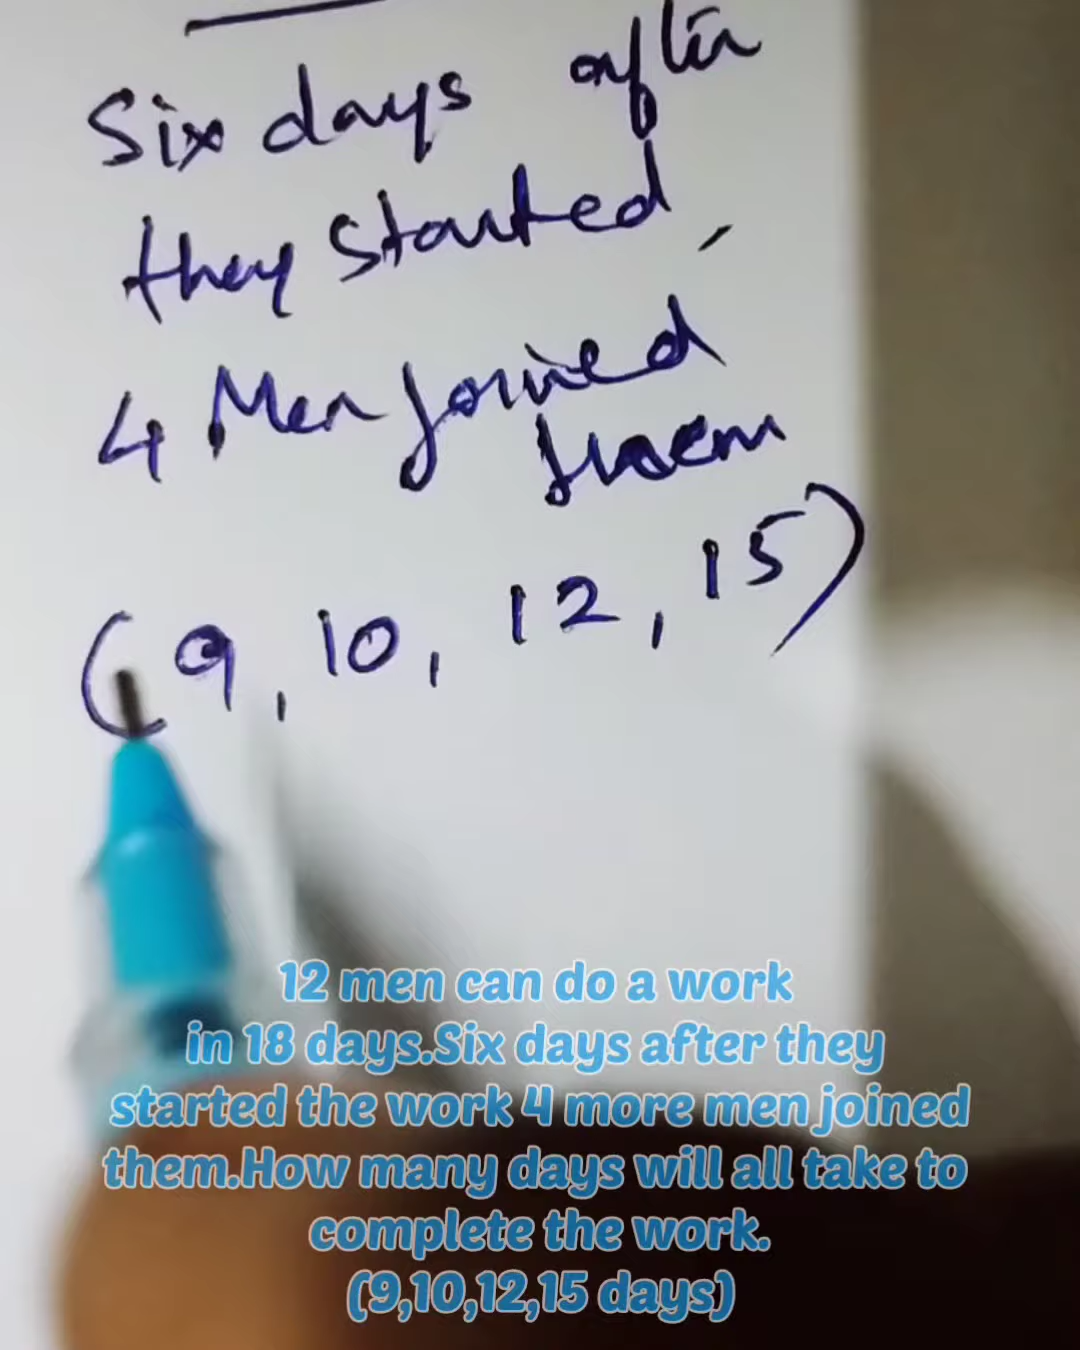 Six days after
they started,
4 Men joined
them
(9, 10, 12, 15)
12 men can do a work
in 18 days.Six days after they
started the work 4 more men joined
them.How many days will all take to
complete the work.
(9,10,12,15 days)